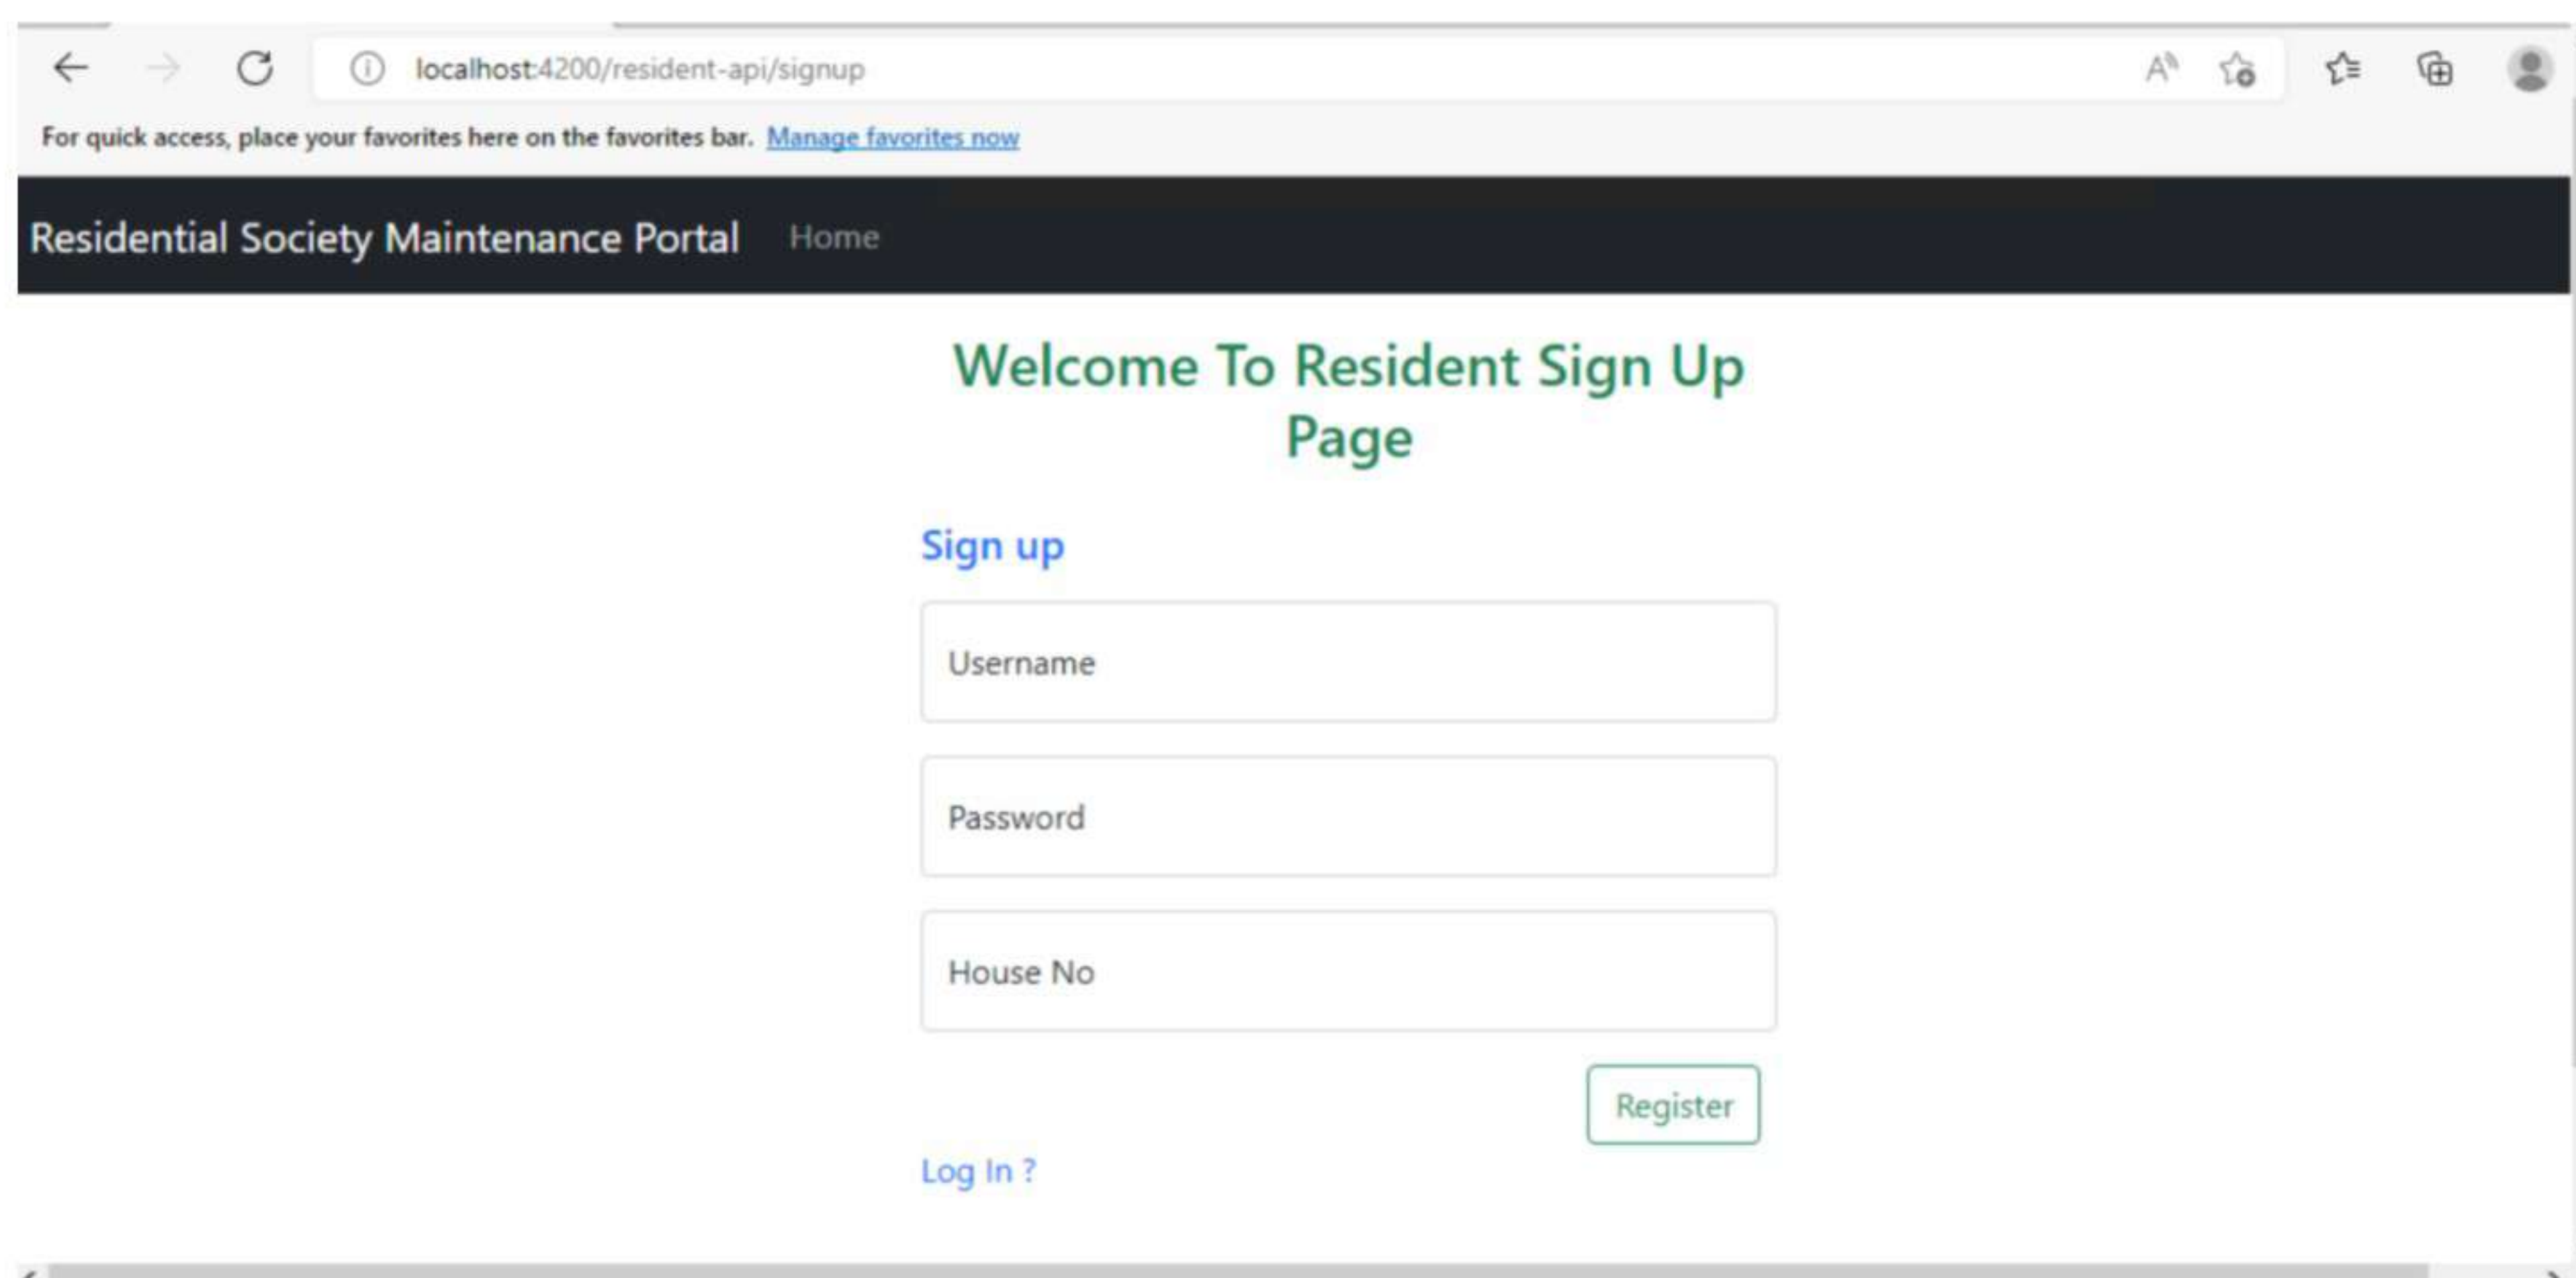 localhost:4200/resident-api/signup
For quick access, place your favorites here on the favorites bar. Manage favorites now
Residential Society Maintenance Portal Home
Welcome To Resident Sign Up
Page
Sign up
Username
Password
House No
Register
Log In ?